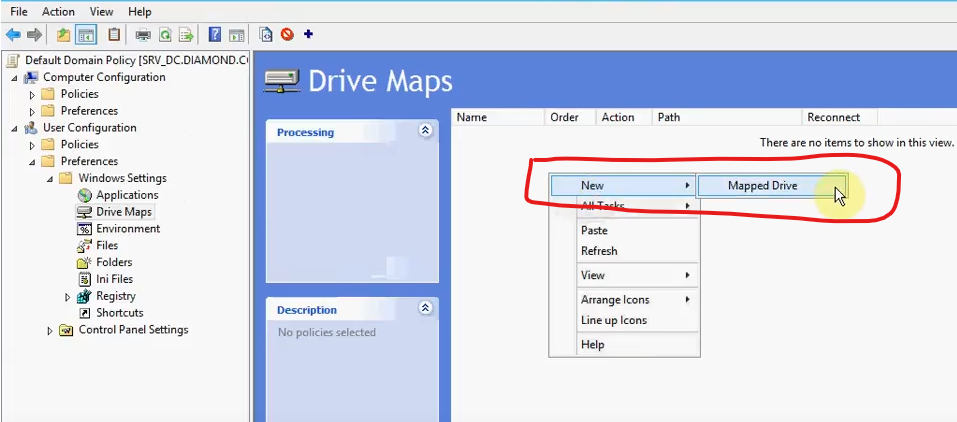 File Action View Help
Default Domain Policy [SRV_DC.DIAMOND.CO
Computer Configuration
Policies
Preferences
User Configuration
Policies
Preferences
Windows Settings
Applications
Drive Maps
Environment
Files
Folders
Ini Files
Registry
Shortcuts
Control Panel Settings
Drive Maps
Processing
Description
No policies selected
Name Order Action Path Reconnect
There are no items to show in this view.
New Mapped Drive
All Tasks
Paste
Refresh
View
Arrange Icons
Line up Icons
Help